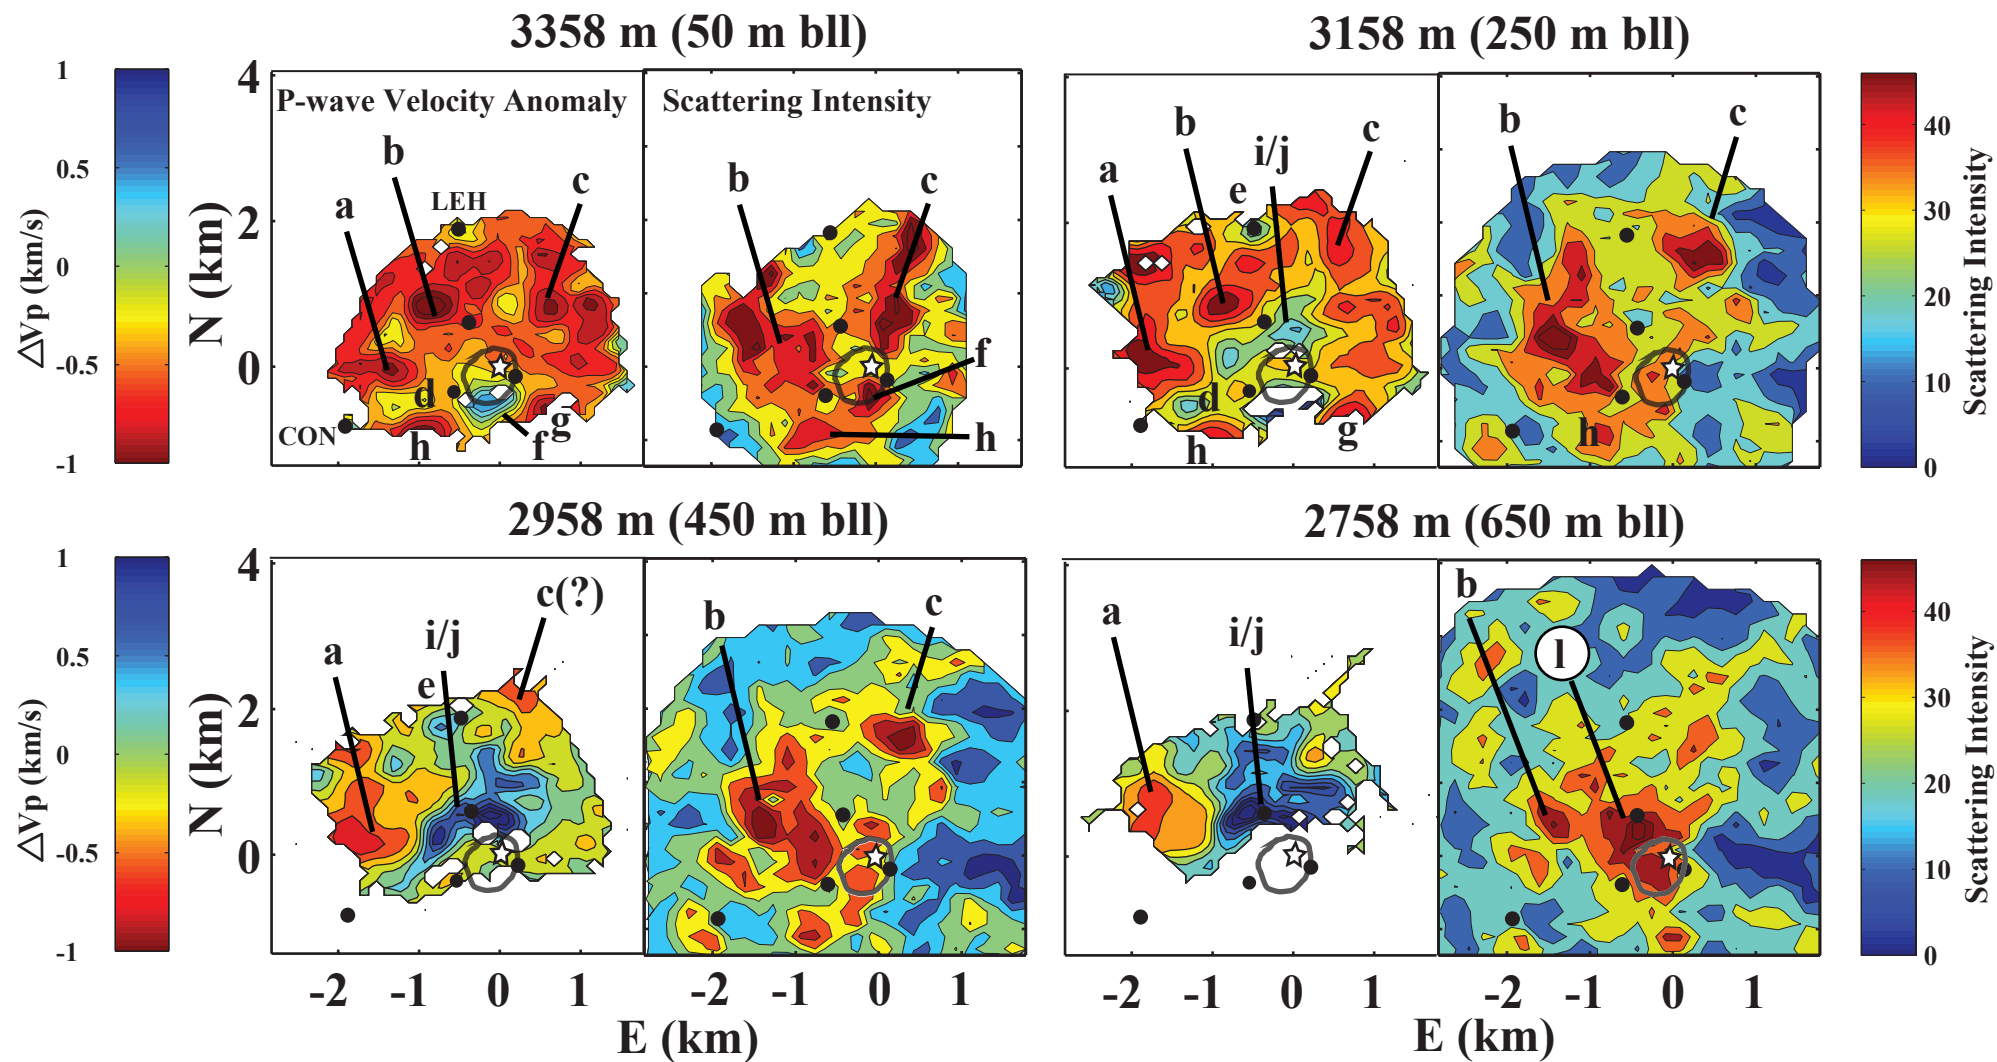 3358 m (50 m bll)
3158 m (250 m bll)
P-wave Velocity Anomaly
Scattering Intensity
1
0.5
0
-0.5
-1
ΔVp (km/s)
N (km)
4
2
0
a
b
LEH
c
d
CON
h
f
g
b
c
f
h
a
b
e
i/j
c
d
h
g
b
c
h
40
30
20
10
0
Scattering Intensity
2958 m (450 m bll)
2758 m (650 m bll)
1
0.5
0
-0.5
-1
ΔVp (km/s)
N (km)
4
2
0
a
i/j
e
c(?)
b
c
a
i/j
b
l
40
30
20
10
0
Scattering Intensity
-2 -1 0 1 -2 -1 0 1
-2 -1 0 1 -2 -1 0 1
E (km)
E (km)